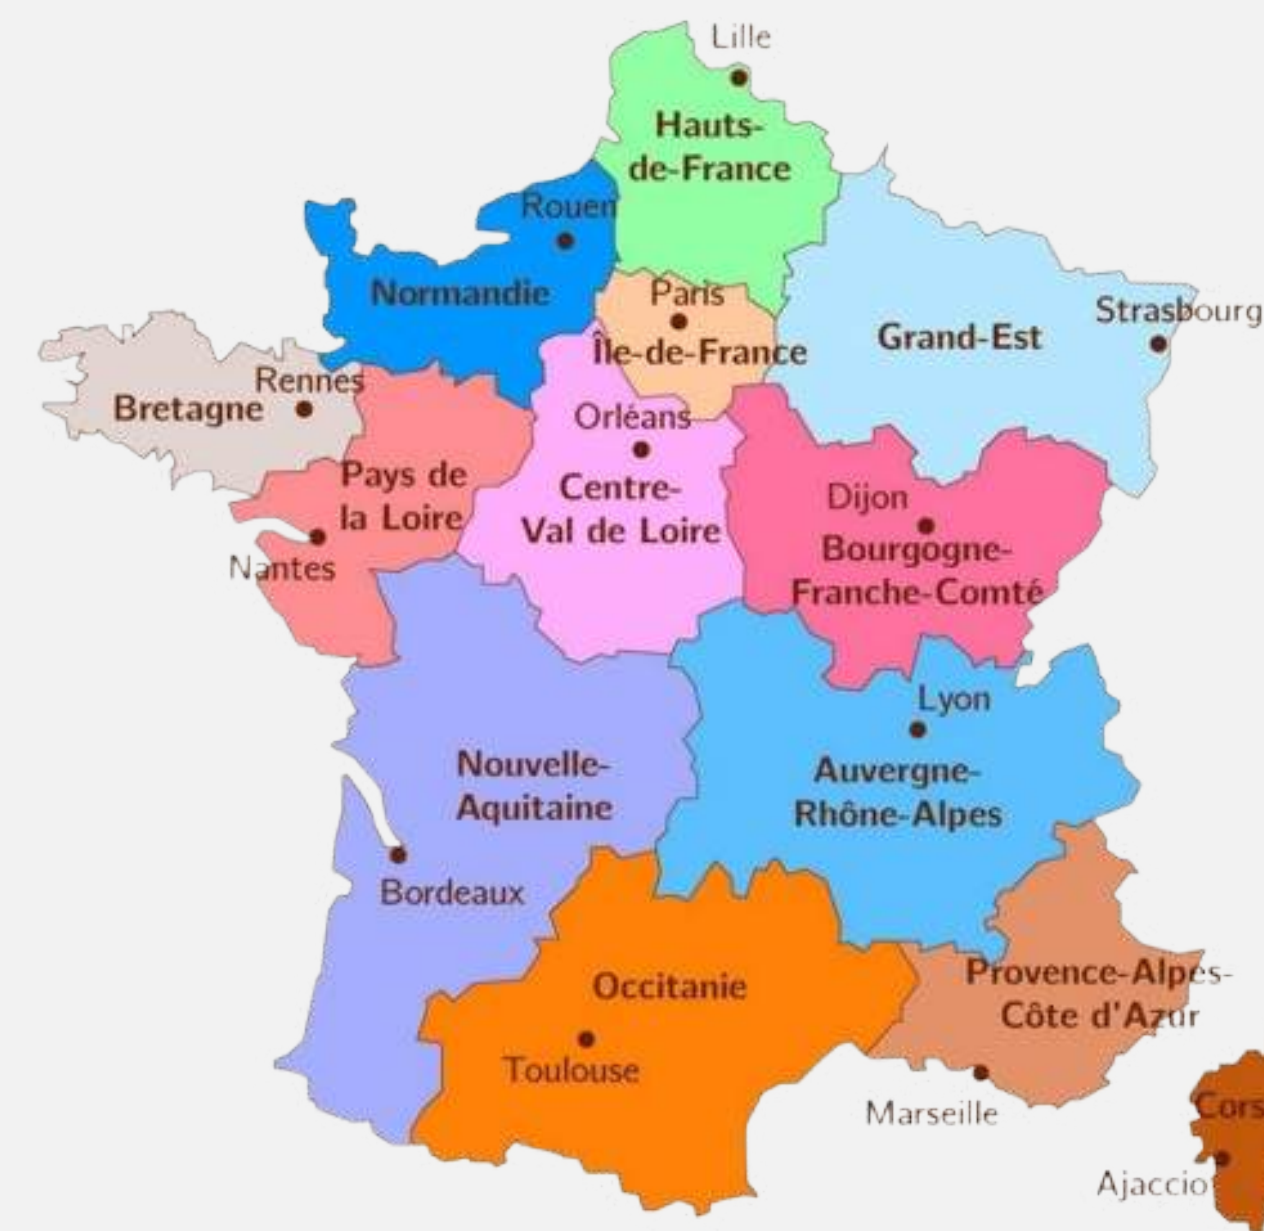 Lille
Hauts-
de-France
Rouen
Normandie
Paris
Île-de-France
Grand-Est
Strasbourg
Rennes
Bretagne
Orléans
Centre-
Val de Loire
Pays de
la Loire
Nantes
Dijon
Bourgogne-
Franche-Comté
Lyon
Auvergne-
Rhône-Alpes
Nouvelle-
Aquitaine
Bordeaux
Occitanie
Toulouse
Provence-Alpes-
Côte d'Azur
Marseille
Cors
Ajaccio